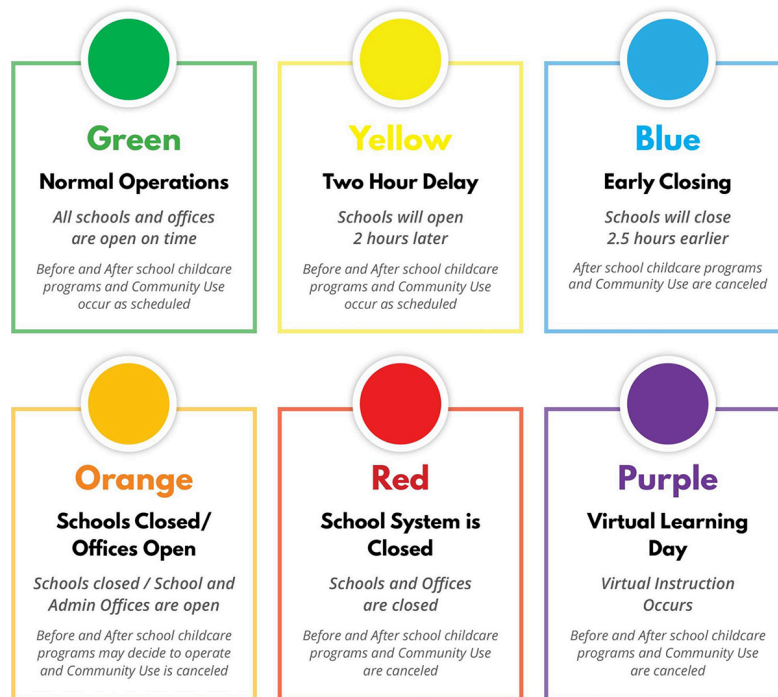 Green
Normal Operations
All schools and offices
are open on time
Before and After school childcare
programs and Community Use
occur as scheduled
Yellow
Two Hour Delay
Schools will open
2 hours later
Before and After school childcare
programs and Community Use
occur as scheduled
Blue
Early Closing
Schools will close
2.5 hours earlier
After school childcare programs
and Community Use are canceled
Orange
Schools Closed/
Offices Open
Schools closed / School and
Admin Offices are open
Before and After school childcare
programs may decide to operate
and Community Use is canceled
Red
School System is
Closed
Schools and Offices
are closed
Before and After school childcare
programs and Community Use
are canceled
Purple
Virtual Learning
Day
Virtual Instruction
Occurs
Before and After school childcare
programs and Community Use
are canceled